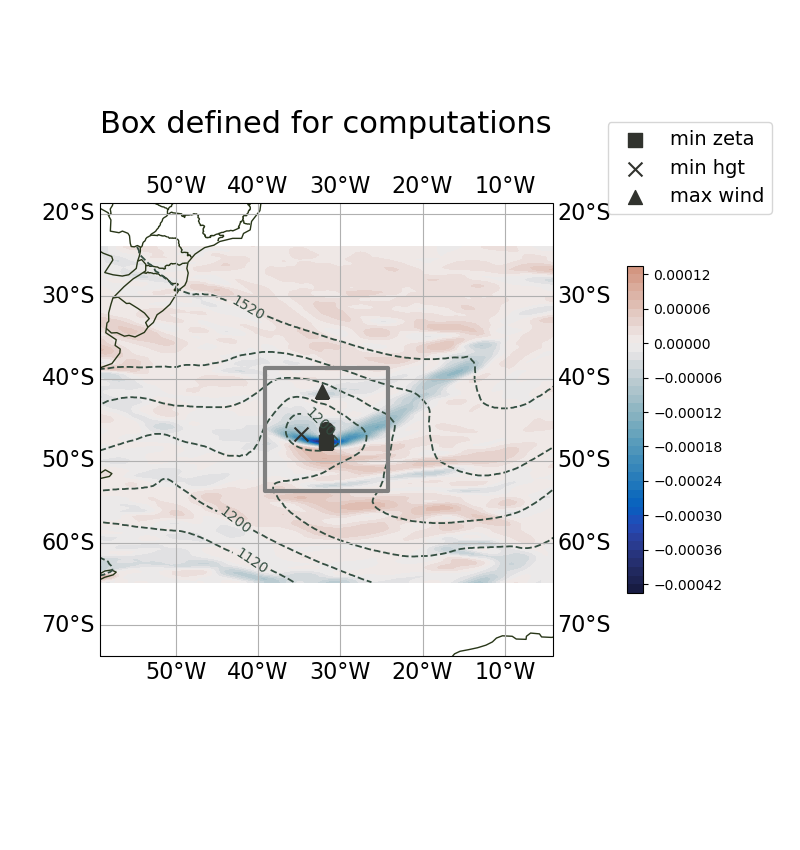 Box defined for computations
min zeta
min hgt
max wind
50°W 40°W 30°W 20°W 10°W
20°S 20°S
30°S 30°S
40°S 40°S
50°S 50°S
60°S 60°S
70°S 70°S
1520
1200
1120
50°W 40°W 30°W 20°W 10°W
0.00012
0.00006
0.00000
−0.00006
−0.00012
−0.00018
−0.00024
−0.00030
−0.00036
−0.00042